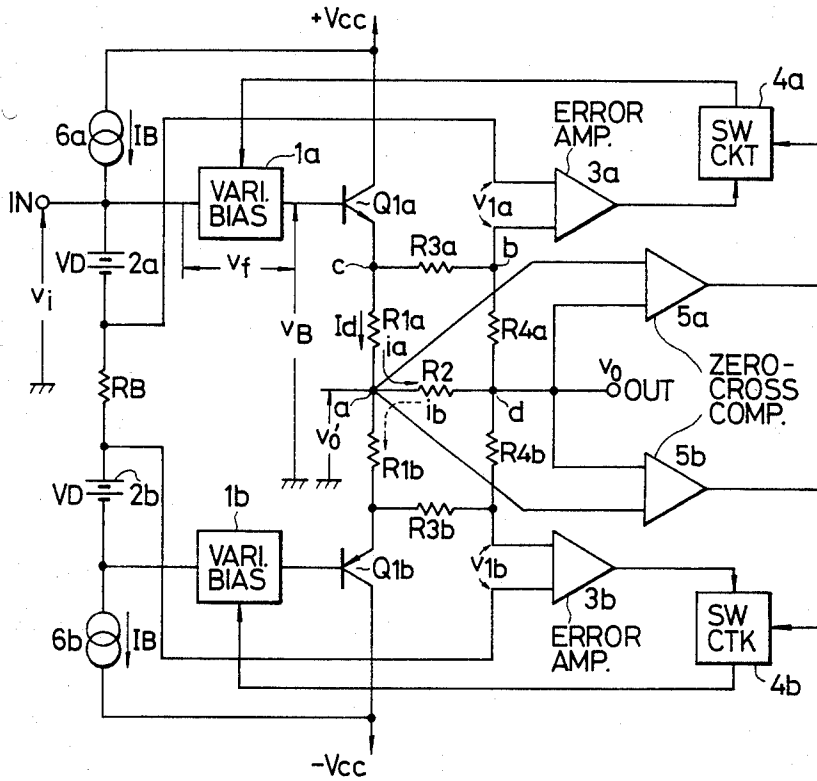 +Vcc
4a
ERROR
AMP.
3a
SW
CKT
6a
IB
1a
VARI.
BIAS
IN
Q1a
v1a
R3a
b
c
VD
2a
vf
vi
vB
Id
R1a
R4a
5a
ia
R2
vo
OUT
ZERO-
CROSS
COMP.
RB
a
d
vo'
ib
R1b
R4b
5b
VD
2b
1b
R3b
VARI.
BIAS
Q1b
v1b
3b
SW
CTK
6b
IB
ERROR
AMP.
4b
-Vcc